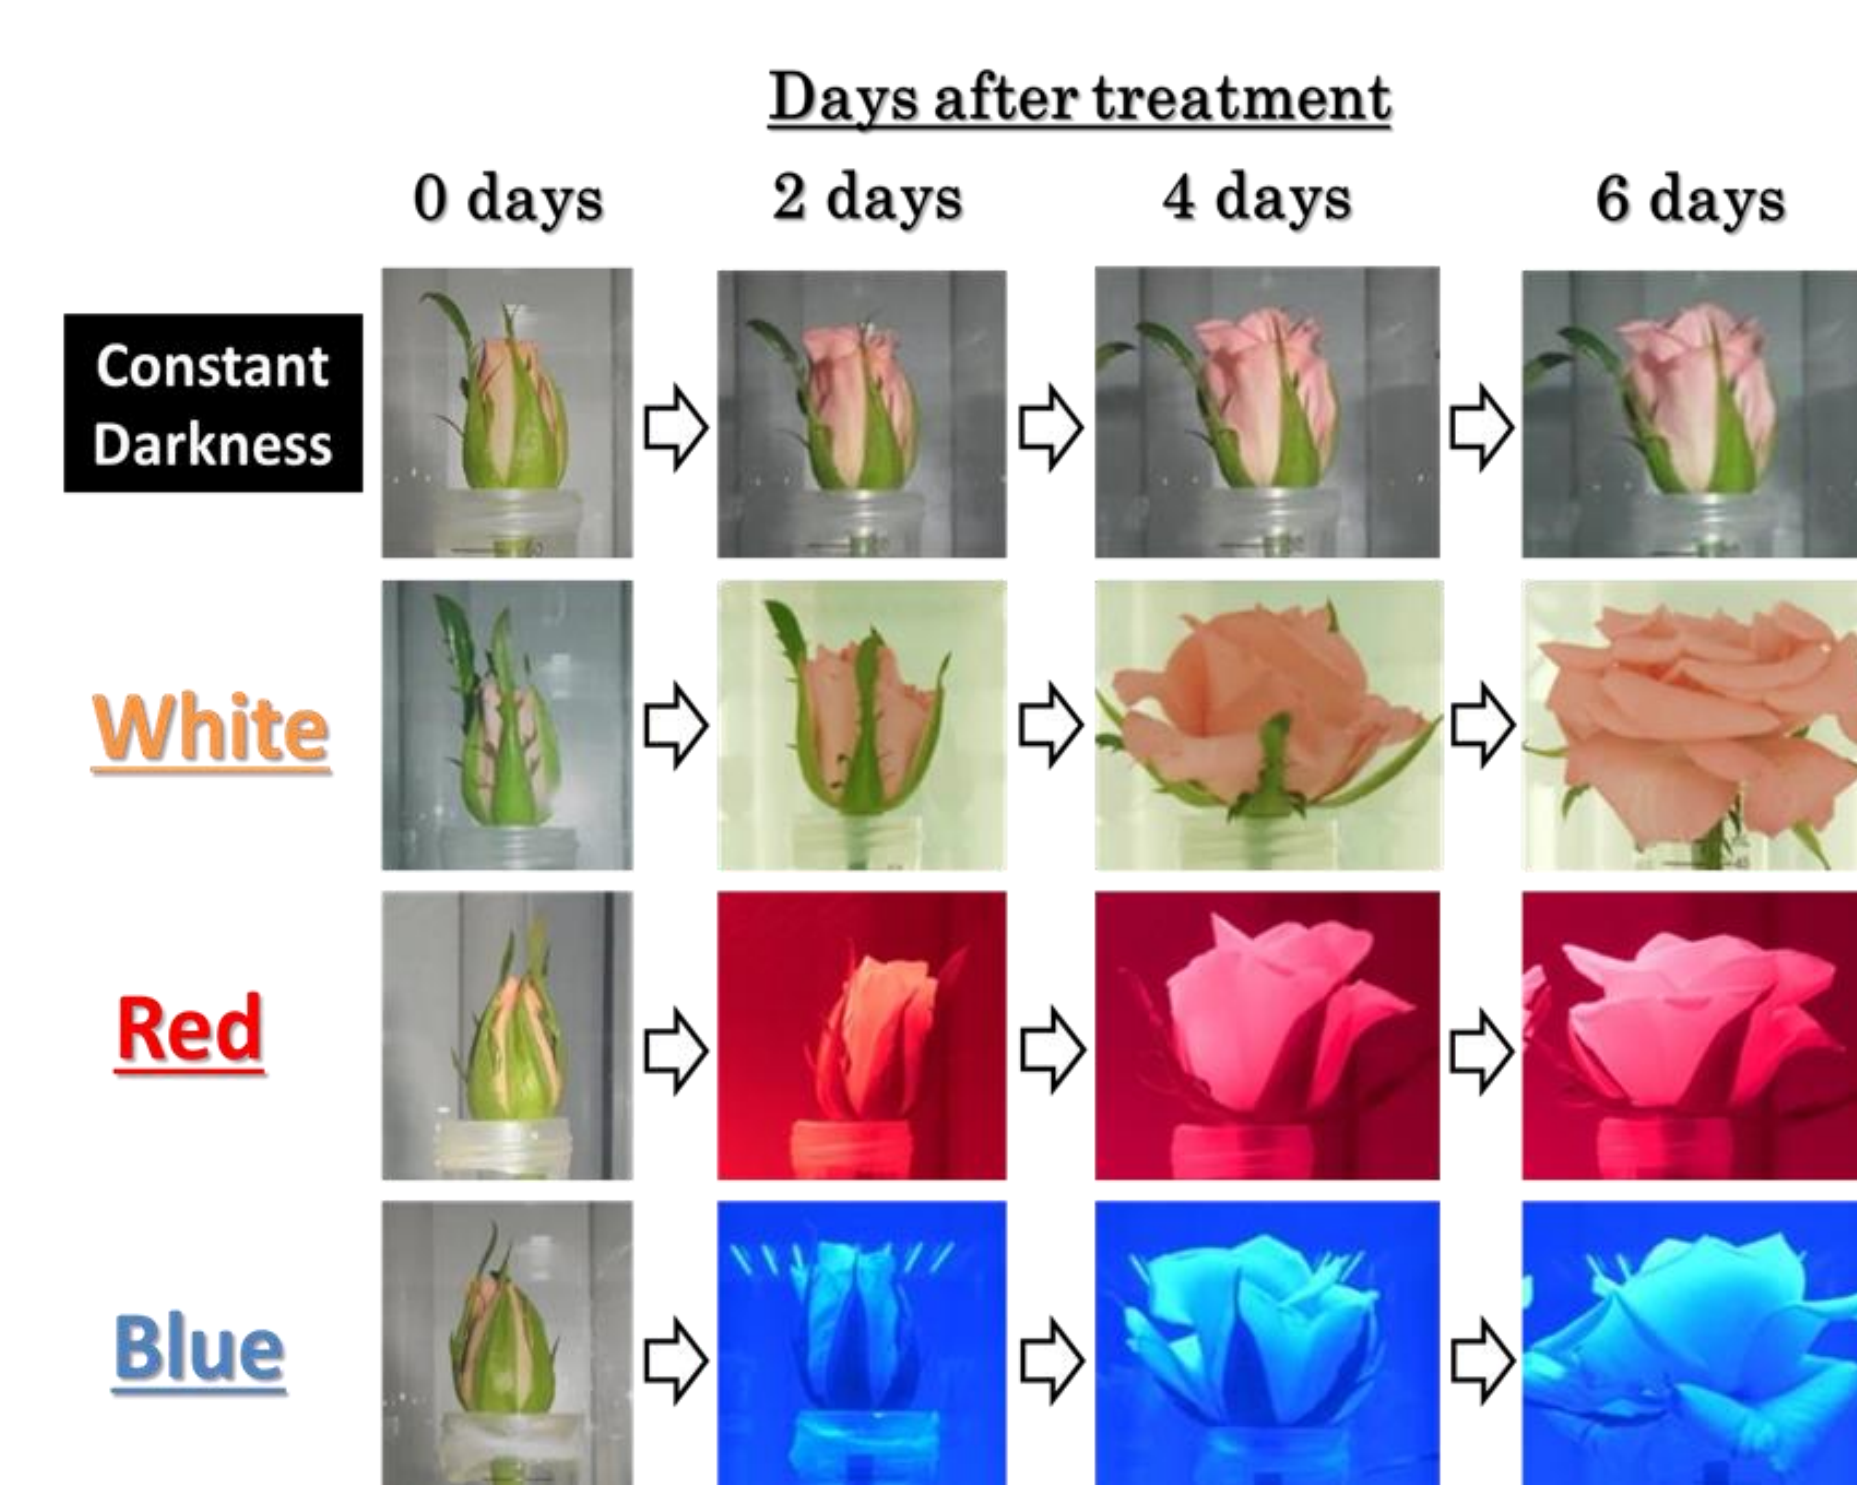 Days after treatment
0 days 2 days 4 days 6 days
Constant
Darkness
White
Red
Blue